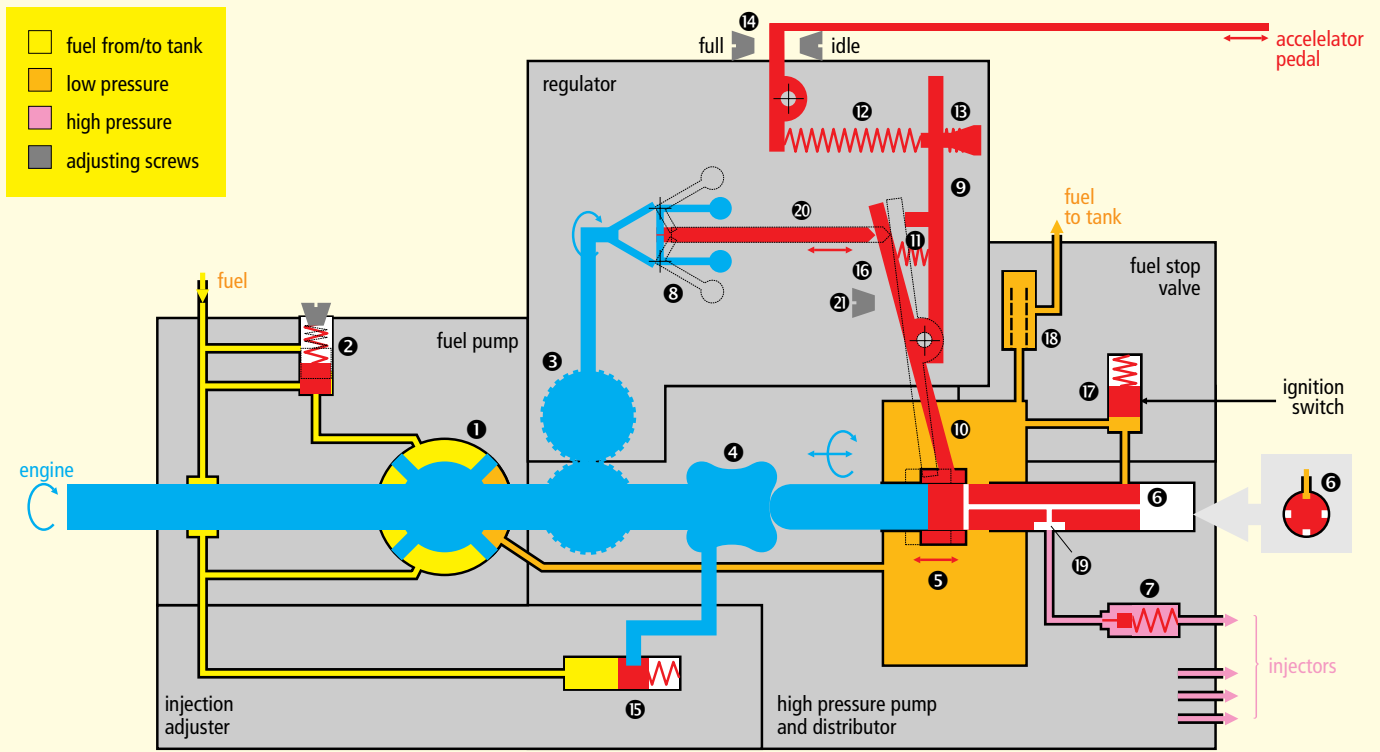 fuel from/to tank
low pressure
high pressure
adjusting screws
14
full
idle
accelelator
pedal
regulator
12
13
9
20
11
16
8
21
fuel
to tank
fuel stop
valve
18
17
ignition
switch
fuel
fuel pump
2
3
1
4
10
engine
6
6
5
19
7
injectors
15
injection
adjuster
high pressure pump
and distributor